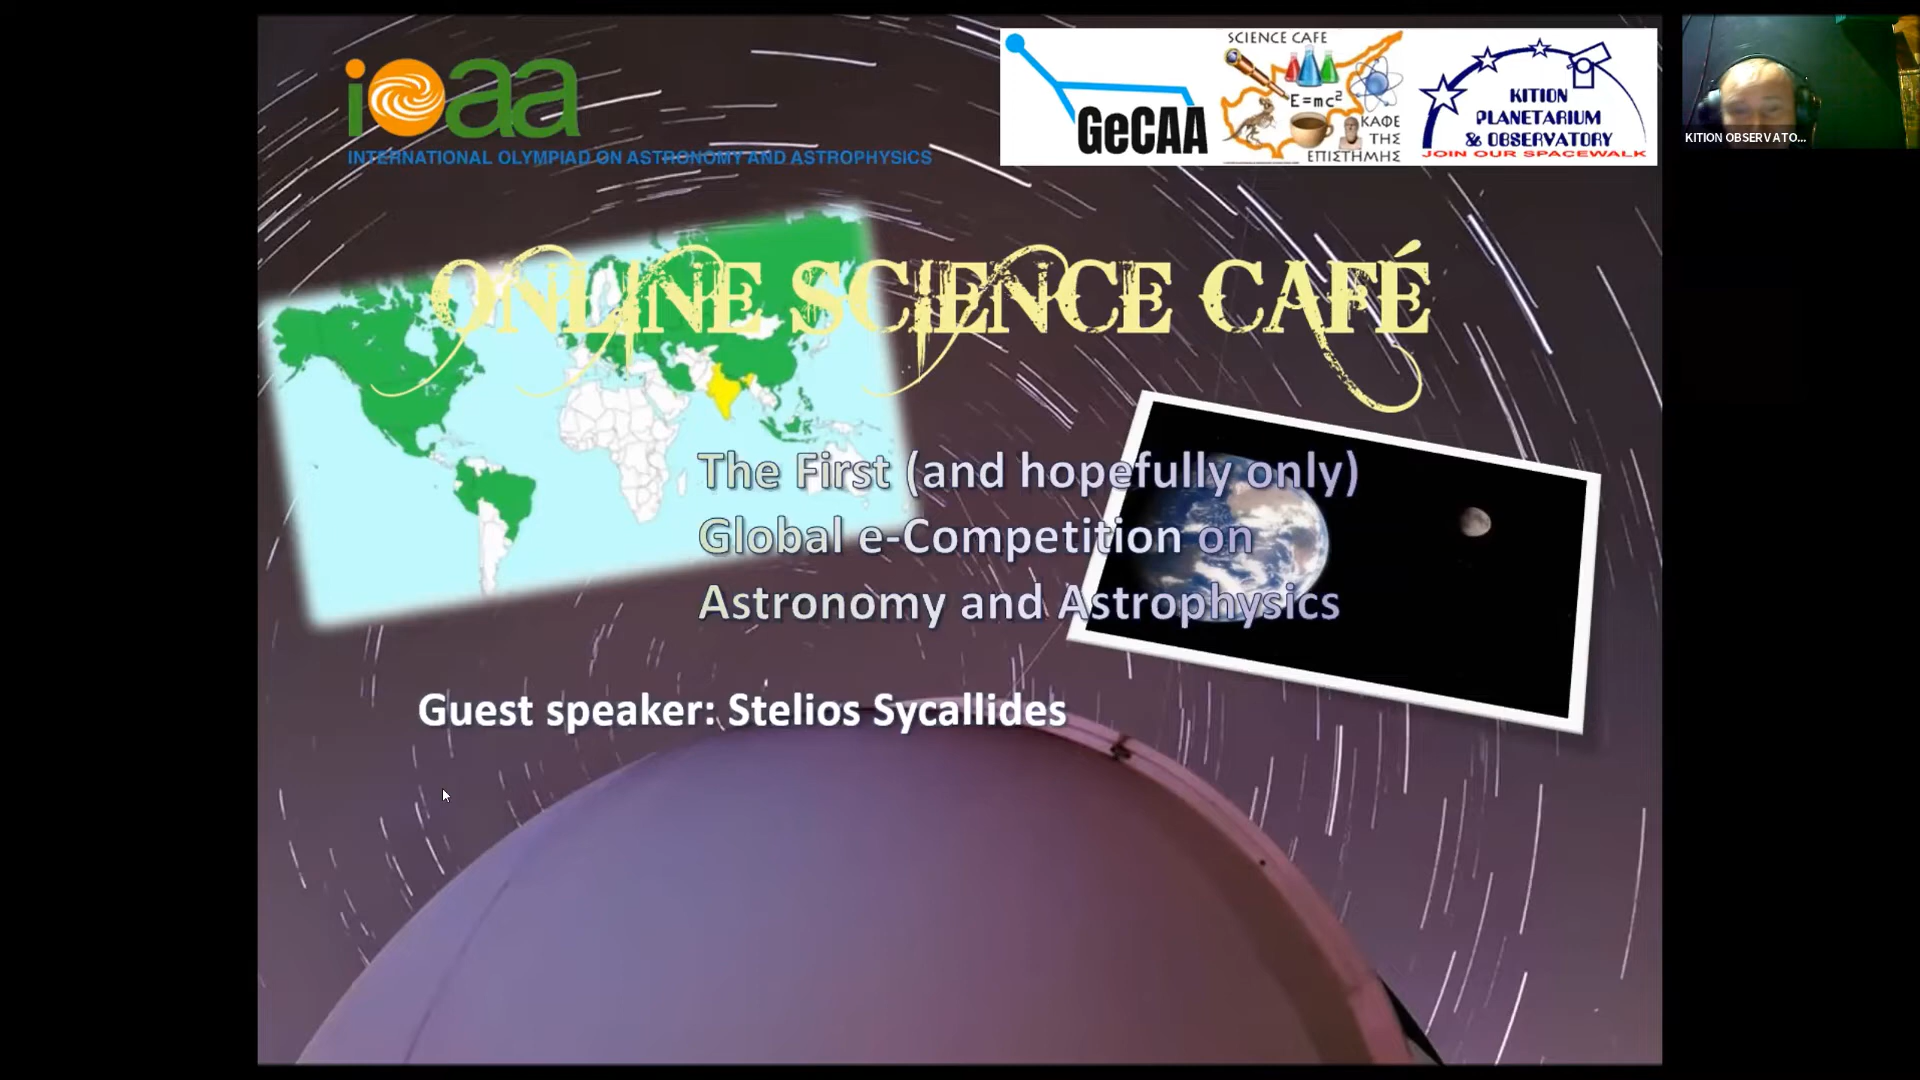 ioaa
INTERNATIONAL OLYMPIAD ON ASTRONOMY AND ASTROPHYSICS
GeCAA
SCIENCE CAFE
E=mc²
ΚΑΦΕ
ΤΗΣ
ΕΠΙΣΤΗΜΗΣ
KITION
PLANETARIUM
& OBSERVATORY
JOIN OUR SPACEWALK
KITION OBSERVATO...
ONLINE SCIENCE CAFÉ
The First (and hopefully only)
Global e-Competition on
Astronomy and Astrophysics
Guest speaker: Stelios Sycallides